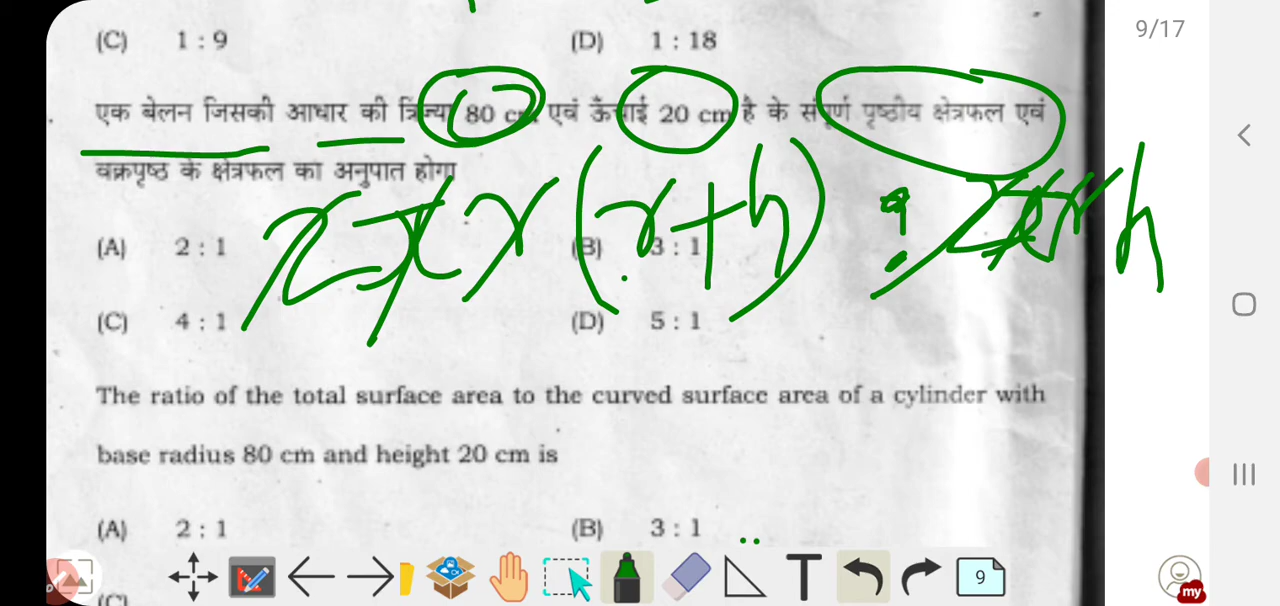 9/17
(C) 1 : 9 (D) 1 : 18
एक बेलन जिसकी आधार की त्रिज्या 80 cm एवं ऊँचाई 20 cm है के संपूर्ण पृष्ठीय क्षेत्रफल एवं
वक्रपृष्ठ के क्षेत्रफल का अनुपात होगा
2πr (r+h) : 2πrh
(A) 2 : 1 (B) 3 : 1
(C) 4 : 1 (D) 5 : 1
The ratio of the total surface area to the curved surface area of a cylinder with
base radius 80 cm and height 20 cm is
(A) 2 : 1 (B) 3 : 1
T 9
(C)
my